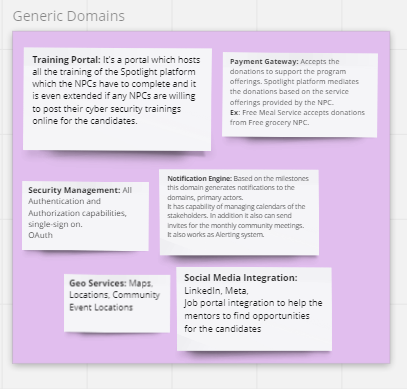 Generic Domains
Training Portal: It's a portal which hosts
all the training of the Spotlight platform
which the NPCs have to complete and it
is even extended if any NPCs are willing
to post their cyber security trainings
online for the candidates.
Payment Gateway: Accepts the
donations to support the program
offerings. Spotlight platform mediates
the donations based on the service
offerings provided by the NPC.
Ex: Free Meal Service accepts donations
from Free grocery NPC.
Security Management: All
Authentication and
Authorization capabilities,
single-sign on.
OAuth
Notification Engine: Based on the milestones
this domain generates notifications to the
domains, primary actors.
It has capability of managing calendars of the
stakeholders. In addition it also can send
invites for the monthly community meetings.
It also works as Alerting system.
Geo Services: Maps,
Locations, Community
Event Locations
Social Media Integration:
LinkedIn, Meta,
Job portal integration to help the
mentors to find opportunities
for the candidates